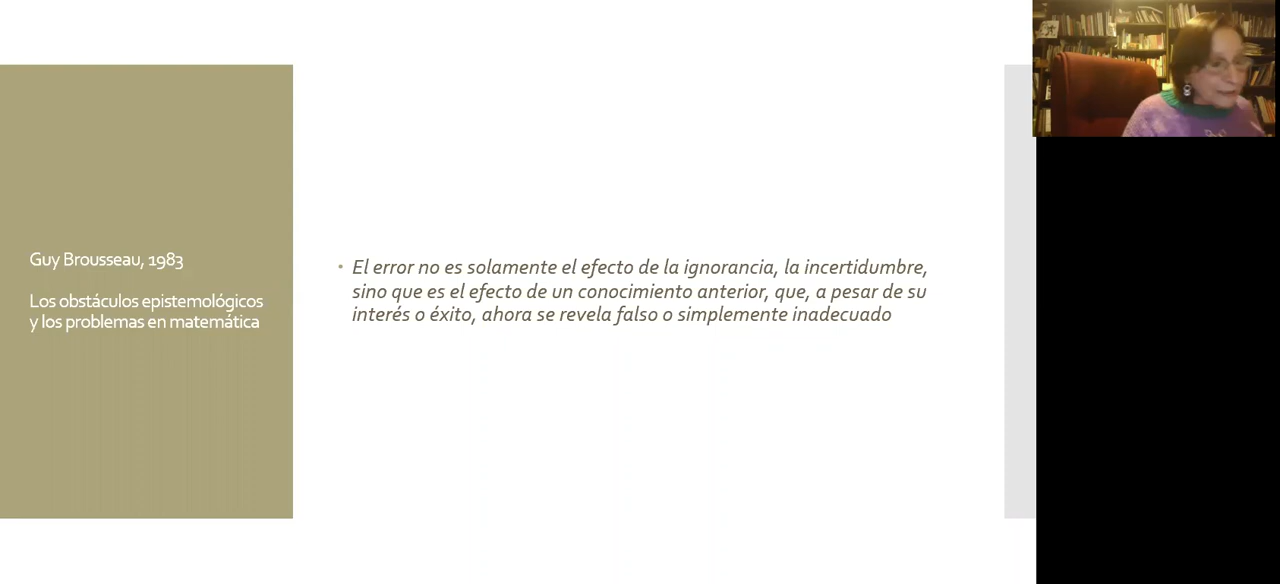 Guy Brousseau, 1983
Los obstáculos epistemológicos
y los problemas en matemática
• El error no es solamente el efecto de la ignorancia, la incertidumbre,
sino que es el efecto de un conocimiento anterior, que, a pesar de su
interés o éxito, ahora se revela falso o simplemente inadecuado